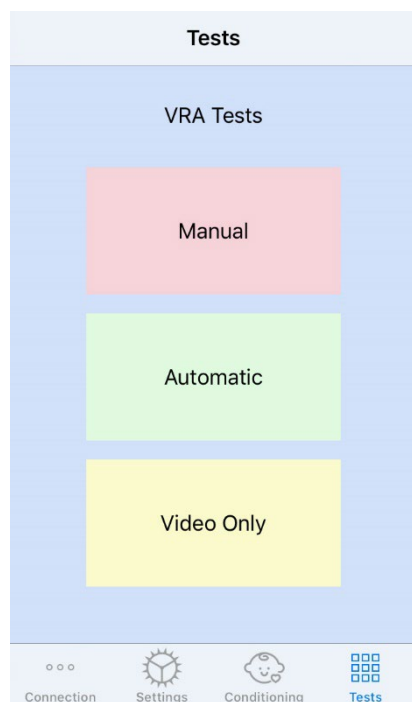 Tests
VRA Tests
Manual
Automatic
Video Only
Connection Settings Conditioning Tests